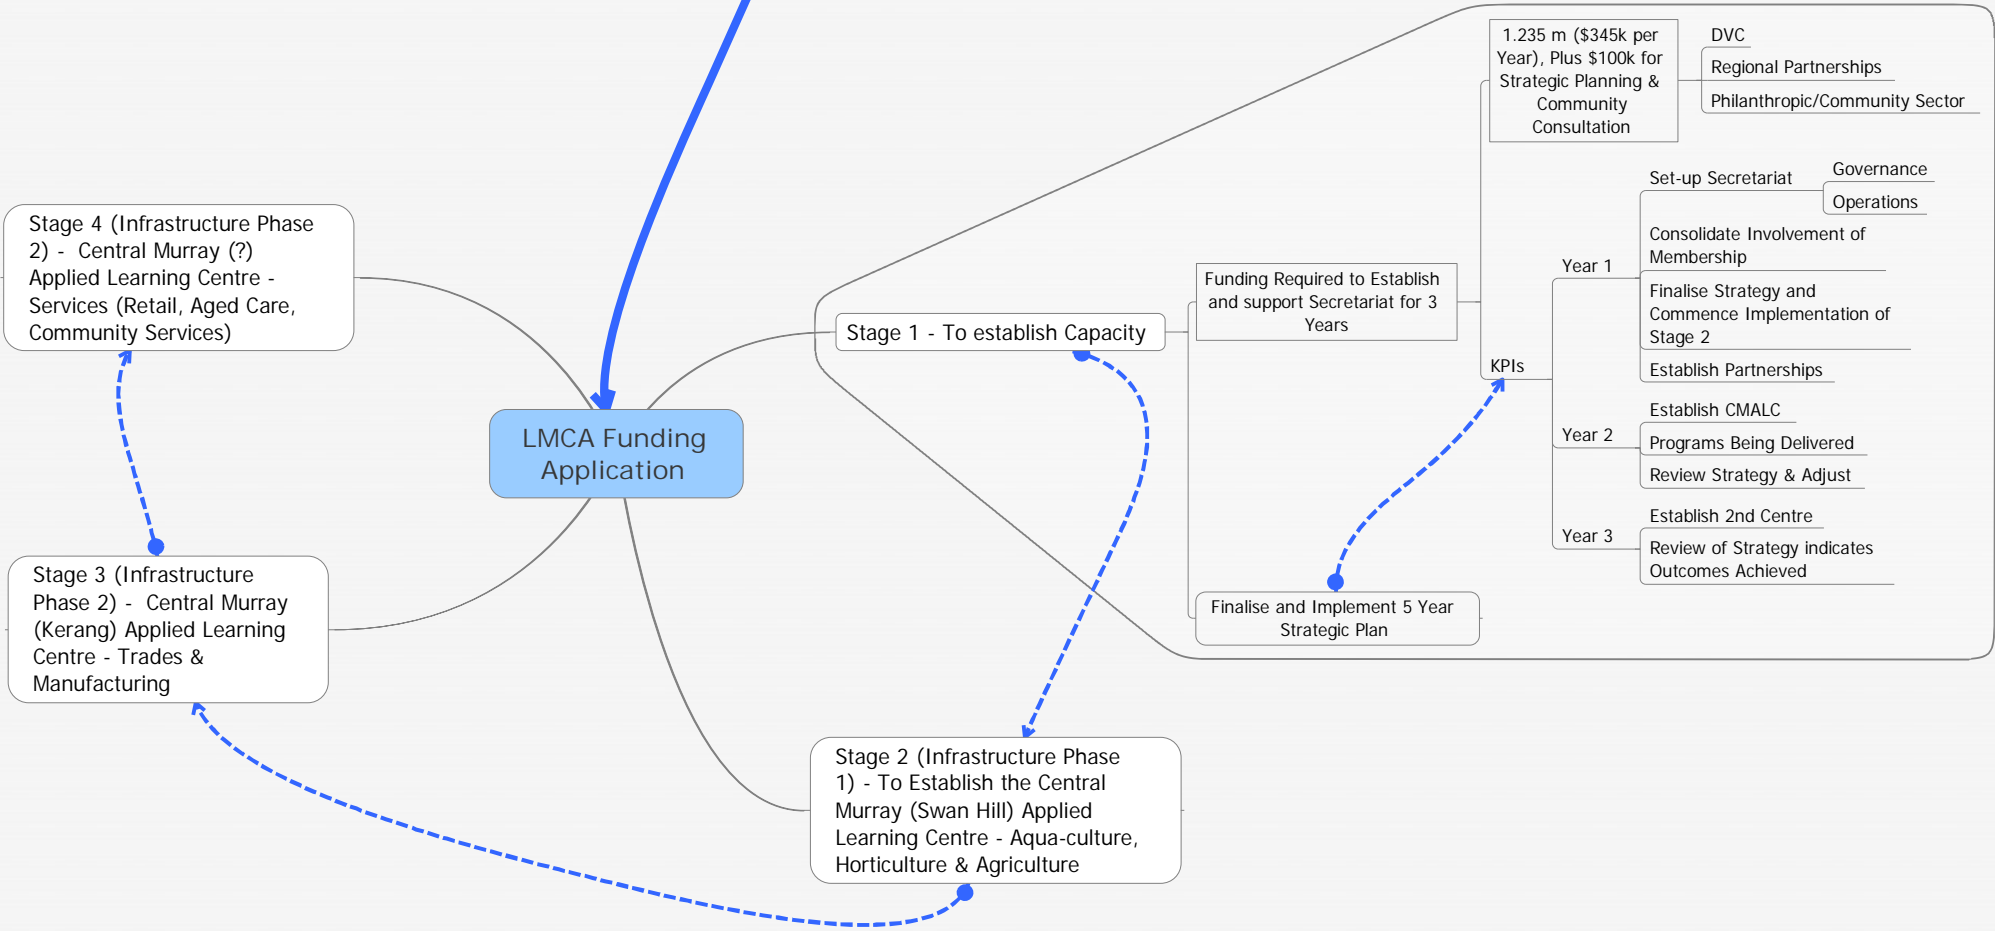 LMCA Funding
Application
Stage 1 - To establish Capacity
Funding Required to Establish
and support Secretariat for 3
Years
1.235 m ($345k per
Year), Plus $100k for
Strategic Planning &
Community
Consultation
DVC
Regional Partnerships
Philanthropic/Community Sector
KPIs
Year 1
Set-up Secretariat
Governance
Operations
Consolidate Involvement of
Membership
Finalise Strategy and
Commence Implementation of
Stage 2
Establish Partnerships
Year 2
Establish CMALC
Programs Being Delivered
Review Strategy & Adjust
Year 3
Establish 2nd Centre
Review of Strategy indicates
Outcomes Achieved
Finalise and Implement 5 Year
Strategic Plan
Stage 2 (Infrastructure Phase
1) - To Establish the Central
Murray (Swan Hill) Applied
Learning Centre - Aqua-culture,
Horticulture & Agriculture
Stage 3 (Infrastructure
Phase 2) -  Central Murray
(Kerang) Applied Learning
Centre - Trades &
Manufacturing
Stage 4 (Infrastructure Phase
2) -  Central Murray (?)
Applied Learning Centre -
Services (Retail, Aged Care,
Community Services)